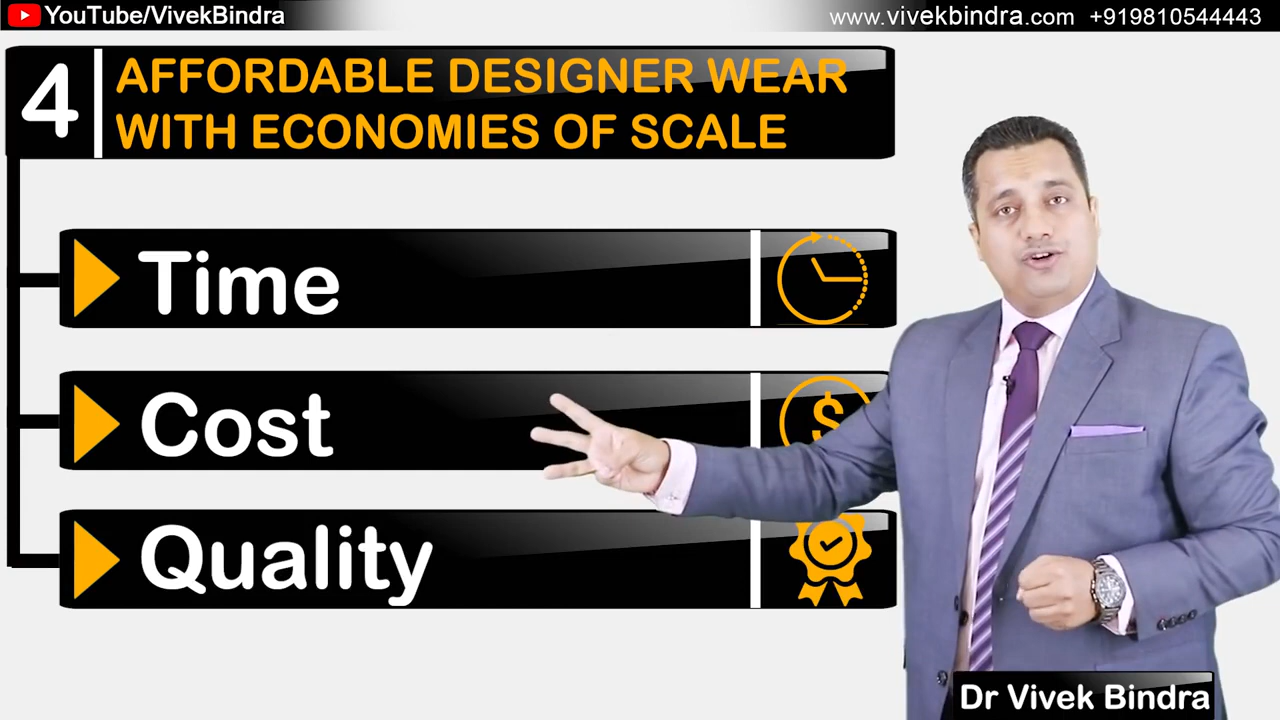 YouTube/VivekBindra
www.vivekbindra.com +919810544443
4
AFFORDABLE DESIGNER WEAR
WITH ECONOMIES OF SCALE
Time
Cost
$
Quality
Dr Vivek Bindra